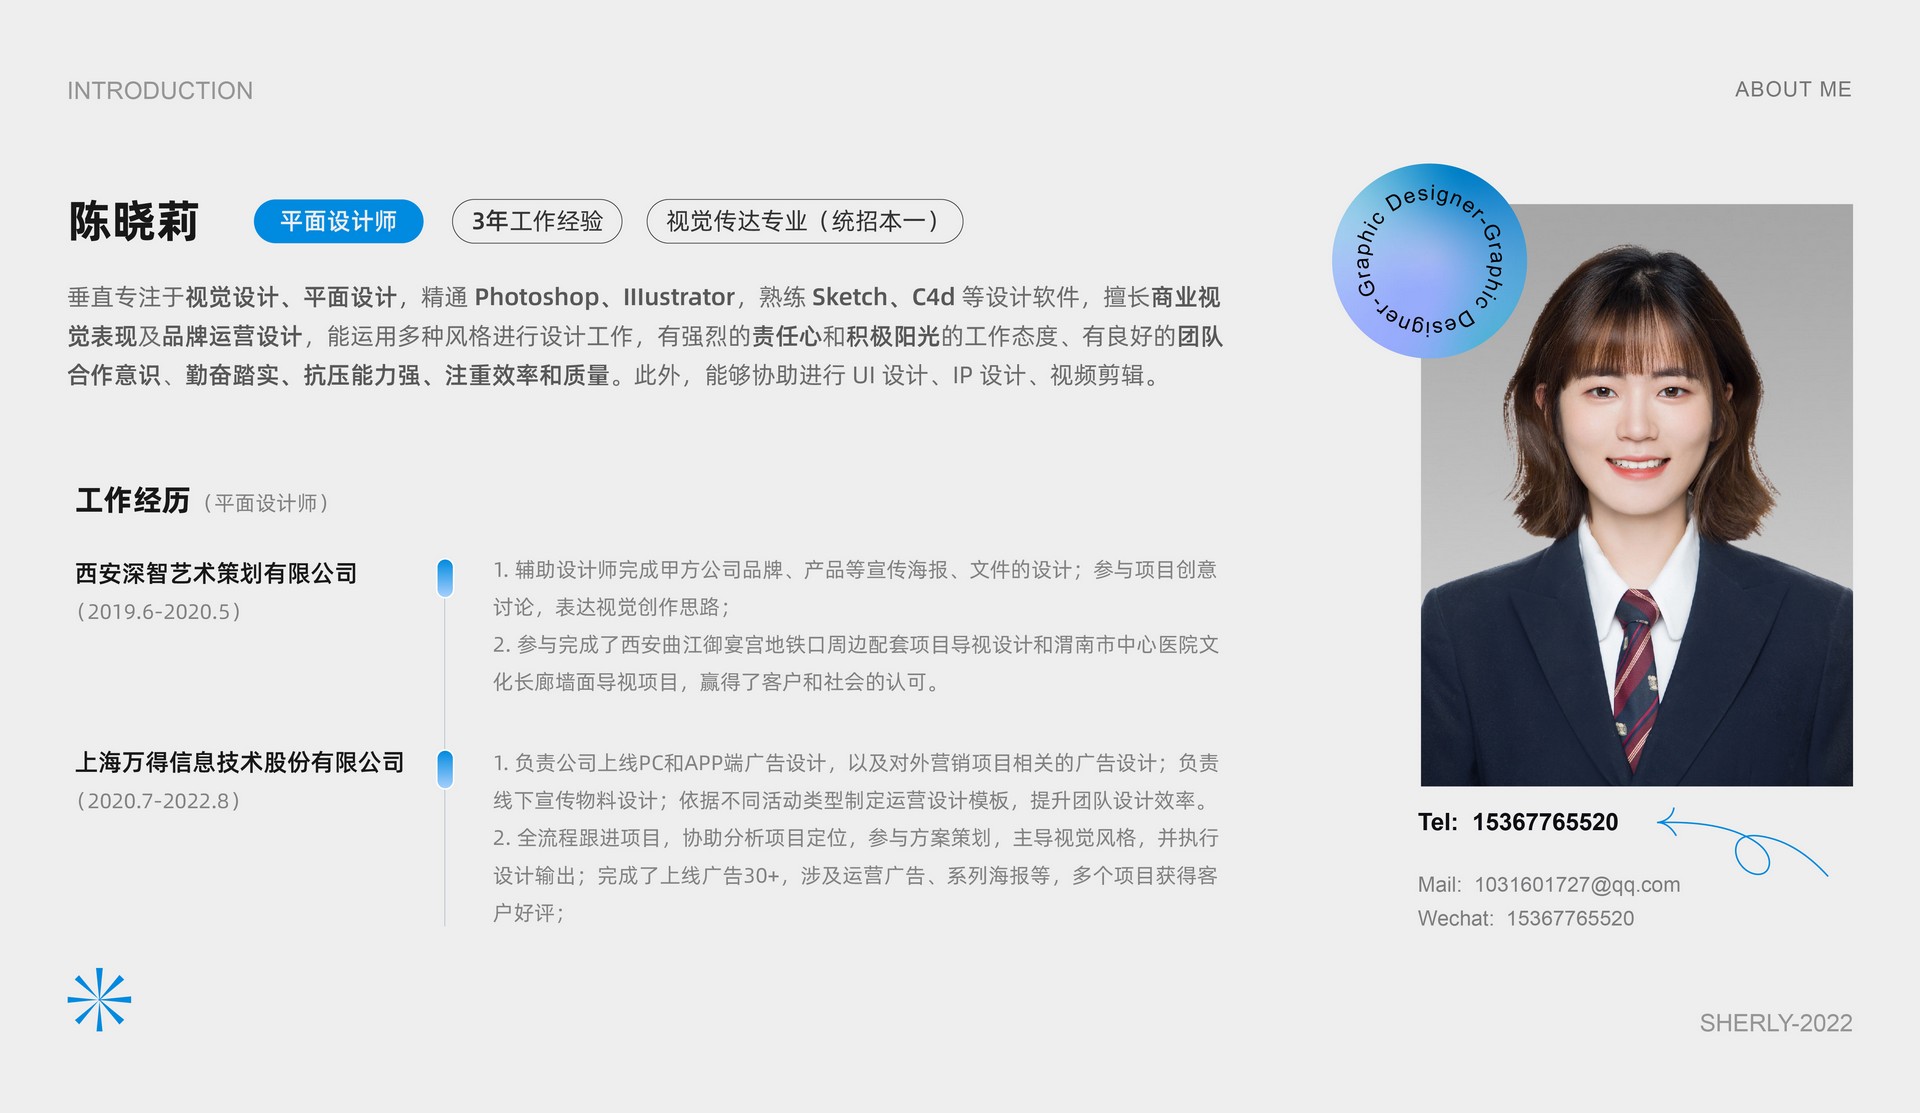 INTRODUCTION
ABOUT ME
陈晓莉
平面设计师
3年工作经验
视觉传达专业（统招本一）
垂直专注于视觉设计、平面设计，精通 Photoshop、IIIustrator，熟练 Sketch、C4d 等设计软件，擅长商业视
觉表现及品牌运营设计，能运用多种风格进行设计工作，有强烈的责任心和积极阳光的工作态度、有良好的团队
合作意识、勤奋踏实、抗压能力强、注重效率和质量。此外，能够协助进行 UI 设计、IP 设计、视频剪辑。
工作经历（平面设计师）
西安深智艺术策划有限公司
（2019.6-2020.5）
1. 辅助设计师完成甲方公司品牌、产品等宣传海报、文件的设计；参与项目创意
讨论，表达视觉创作思路；
2. 参与完成了西安曲江御宴宫地铁口周边配套项目导视设计和渭南市中心医院文
化长廊墙面导视项目，赢得了客户和社会的认可。
上海万得信息技术股份有限公司
（2020.7-2022.8）
1. 负责公司上线PC和APP端广告设计，以及对外营销项目相关的广告设计；负责
线下宣传物料设计；依据不同活动类型制定运营设计模板，提升团队设计效率。
2. 全流程跟进项目，协助分析项目定位，参与方案策划，主导视觉风格，并执行
设计输出；完成了上线广告30+，涉及运营广告、系列海报等，多个项目获得客
户好评；
Graphic Designer-Graphic Designer-
Tel: 15367765520
Mail: 1031601727@qq.com
Wechat: 15367765520
SHERLY-2022